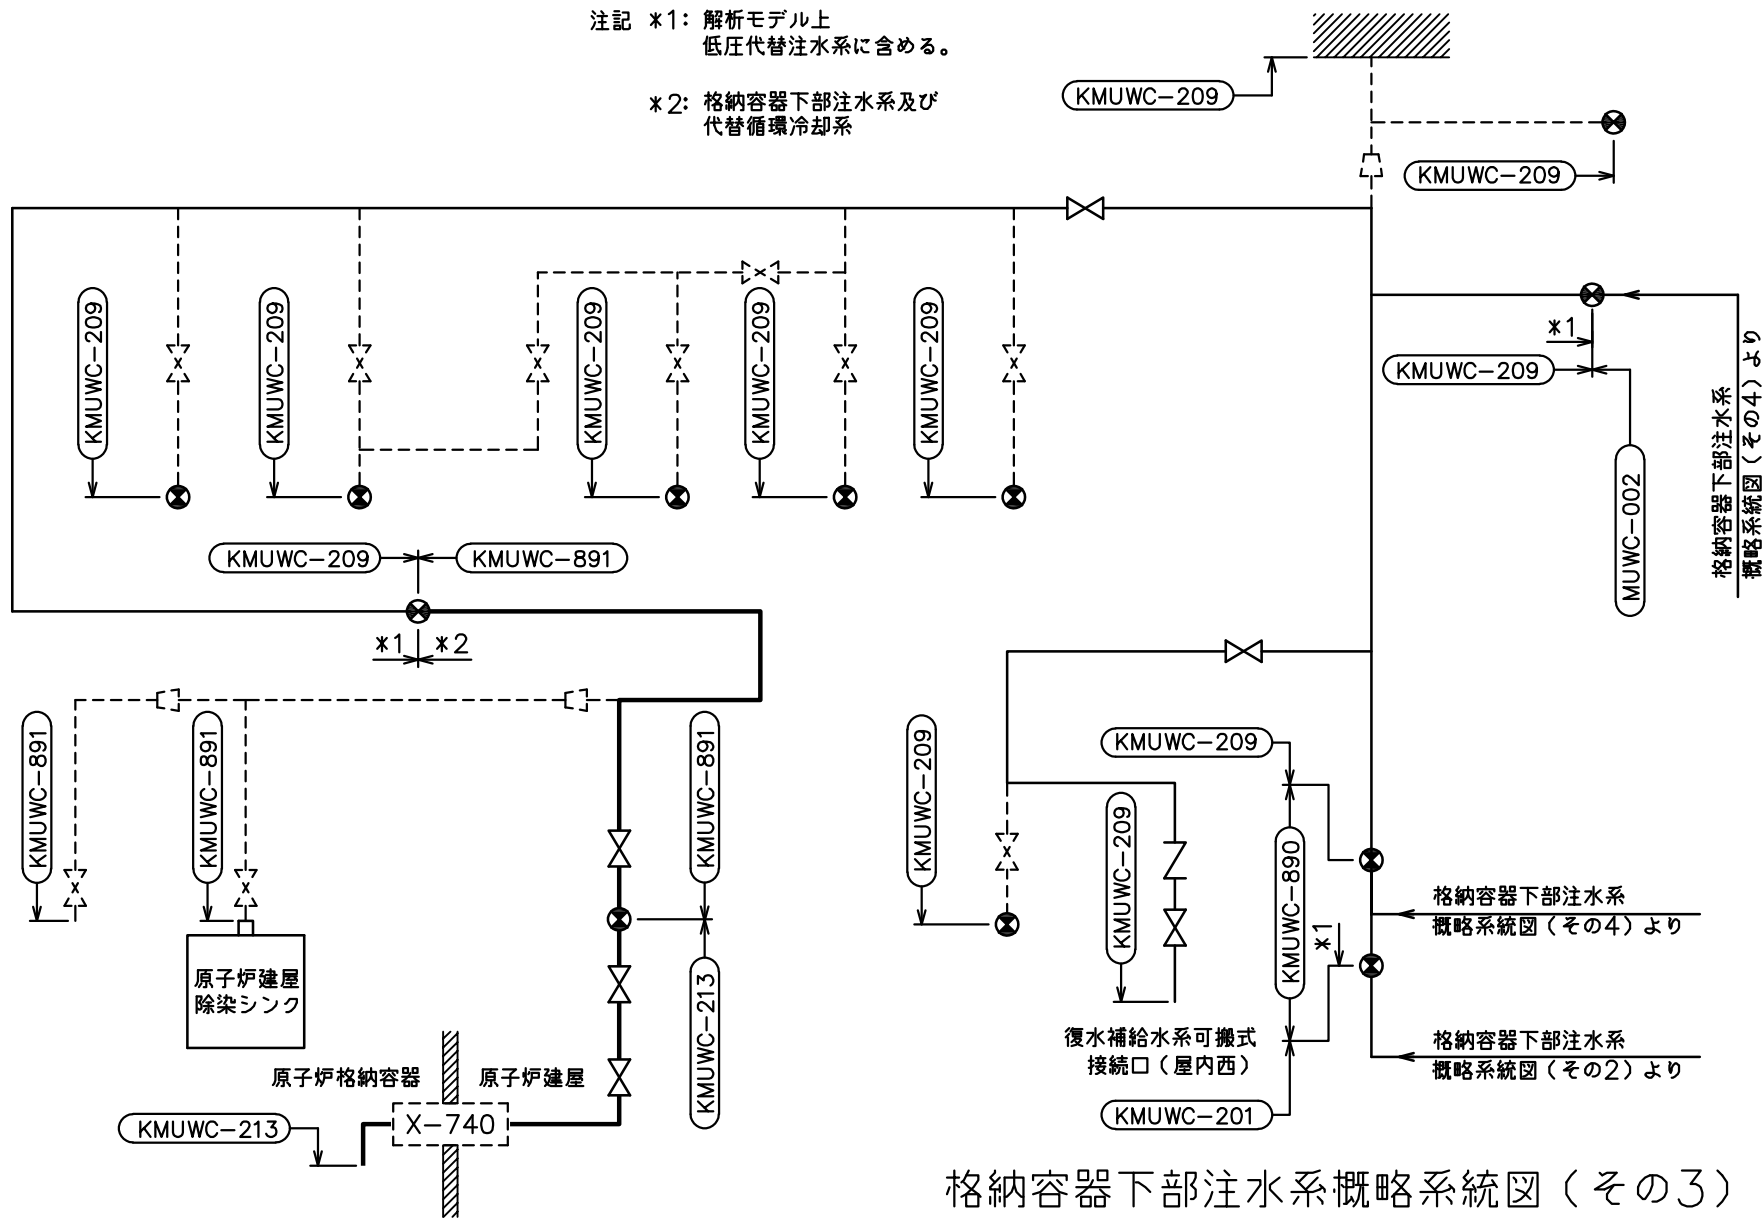 注記 *1: 解析モデル上
低圧代替注水系に含める。
*2: 格納容器下部注水系及び
代替循環冷却系
KMUWC-209
KMUWC-209
KMUWC-209
KMUWC-209
KMUWC-209
KMUWC-209
KMUWC-209
*1
KMUWC-209
MUWC-002
格納容器下部注水系
概略系統図(その4)より
KMUWC-209
KMUWC-891
*1
*2
KMUWC-891
KMUWC-891
KMUWC-891
KMUWC-213
原子炉建屋
除染シンク
原子炉格納容器
原子炉建屋
X-740
KMUWC-213
KMUWC-209
KMUWC-209
KMUWC-209
KMUWC-890
*1
KMUWC-201
復水補給水系可搬式
接続口(屋内西)
格納容器下部注水系
概略系統図(その4)より
格納容器下部注水系
概略系統図(その2)より
格納容器下部注水系概略系統図(その3)